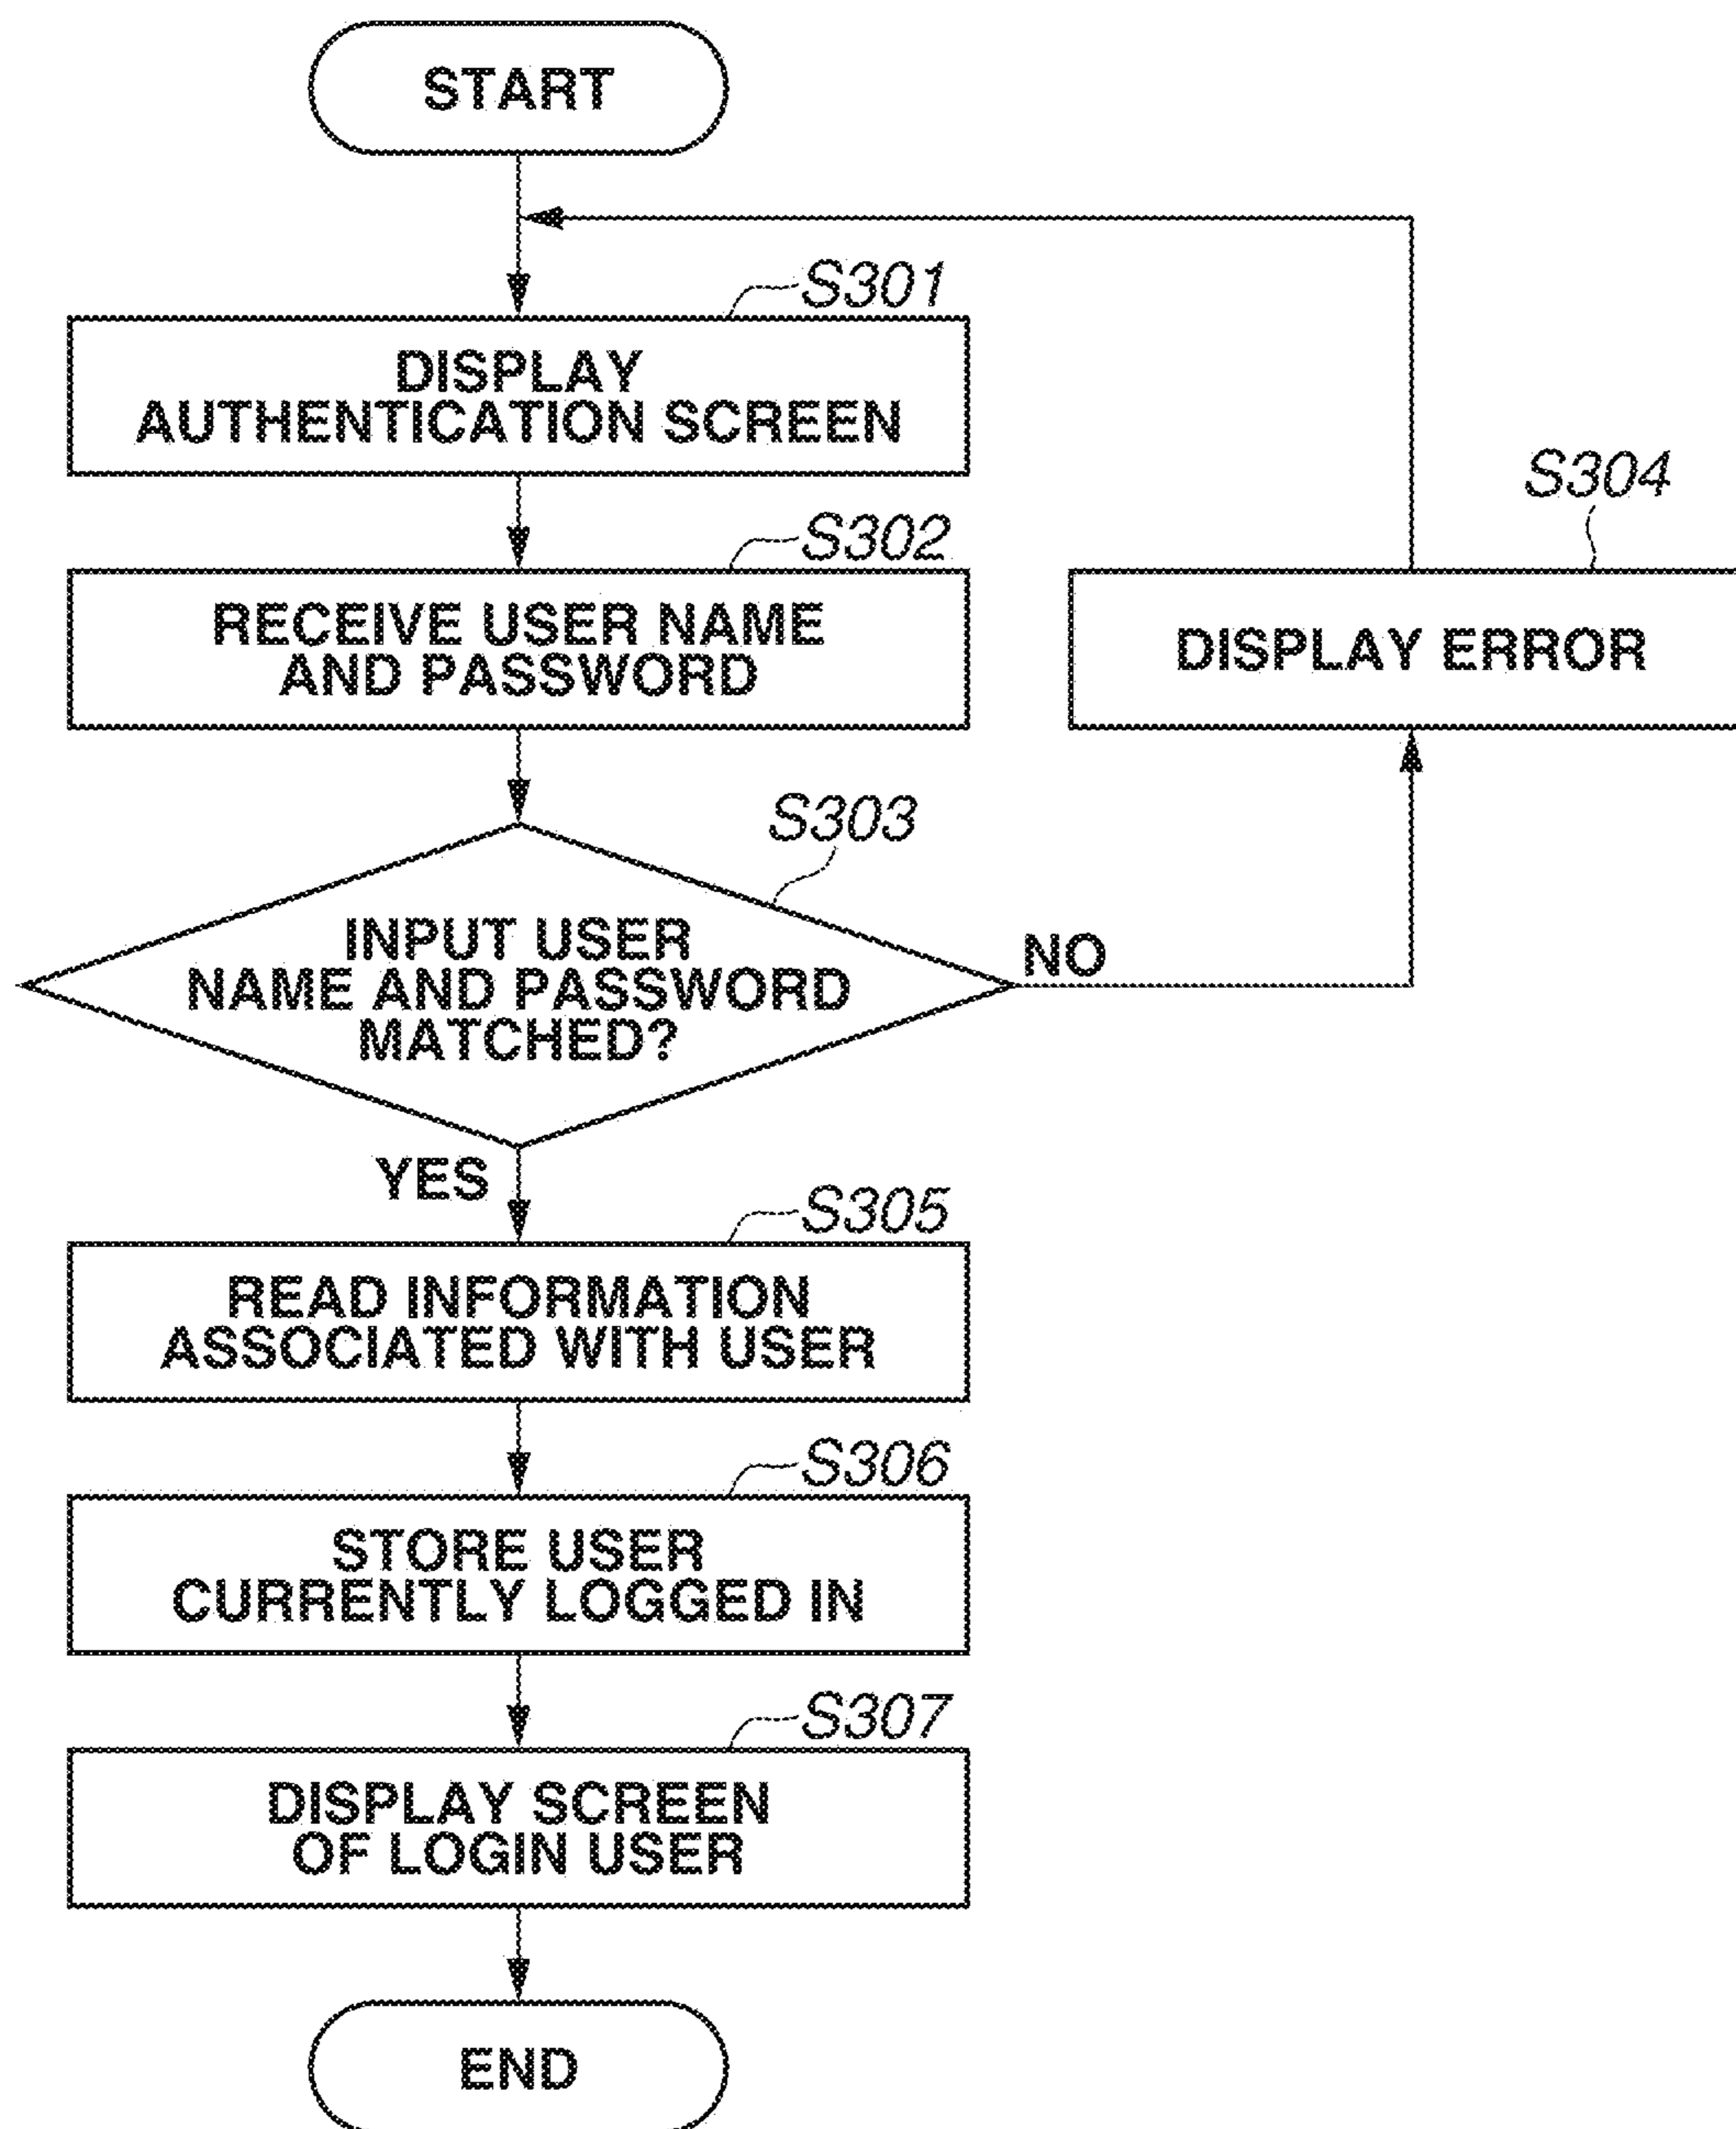 START
S301
DISPLAY
AUTHENTICATION SCREEN
S302
RECEIVE USER NAME
AND PASSWORD
S304
DISPLAY ERROR
S303
INPUT USER
NAME AND PASSWORD
MATCHED?
NO
YES
S305
READ INFORMATION
ASSOCIATED WITH USER
S306
STORE USER
CURRENTLY LOGGED IN
S307
DISPLAY SCREEN
OF LOGIN USER
END